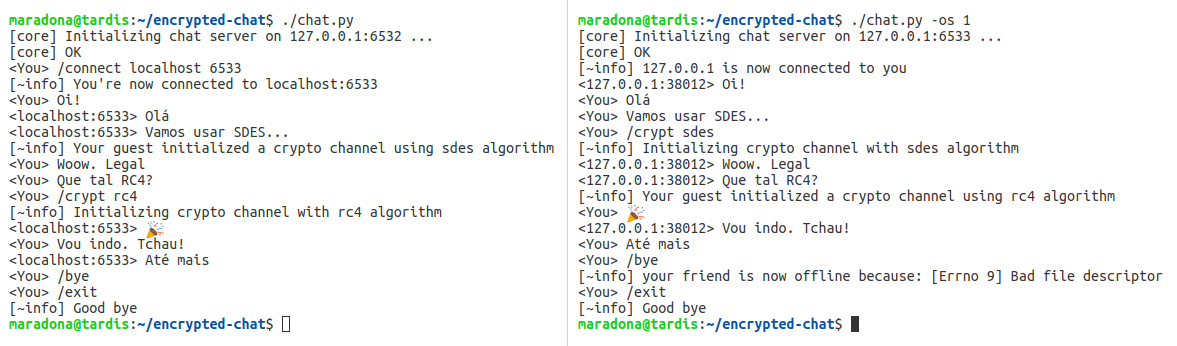 maradona@tardis:~/encrypted-chat$ ./chat.py
[core] Initializing chat server on 127.0.0.1:6532 ...
[core] OK
<You> /connect localhost 6533
[~info] You're now connected to localhost:6533
<You> Oi!
<localhost:6533> Olá
<localhost:6533> Vamos usar SDES...
[~info] Your guest initialized a crypto channel using sdes algorithm
<You> Woow. Legal
<You> Que tal RC4?
<You> /crypt rc4
[~info] Initializing crypto channel with rc4 algorithm
<localhost:6533> 🎉
<You> Vou indo. Tchau!
<localhost:6533> Até mais
<You> /bye
<You> /exit
[~info] Good bye
maradona@tardis:~/encrypted-chat$
maradona@tardis:~/encrypted-chat$ ./chat.py -os 1
[core] Initializing chat server on 127.0.0.1:6533 ...
[core] OK
[~info] 127.0.0.1 is now connected to you
<127.0.0.1:38012> Oi!
<You> Olá
<You> Vamos usar SDES...
<You> /crypt sdes
[~info] Initializing crypto channel with sdes algorithm
<127.0.0.1:38012> Woow. Legal
<127.0.0.1:38012> Que tal RC4?
[~info] Your guest initialized a crypto channel using rc4 algorithm
<You> 🎉
<127.0.0.1:38012> Vou indo. Tchau!
<You> Até mais
<You> /bye
[~info] your friend is now offline because: [Errno 9] Bad file descriptor
<You> /exit
[~info] Good bye
maradona@tardis:~/encrypted-chat$